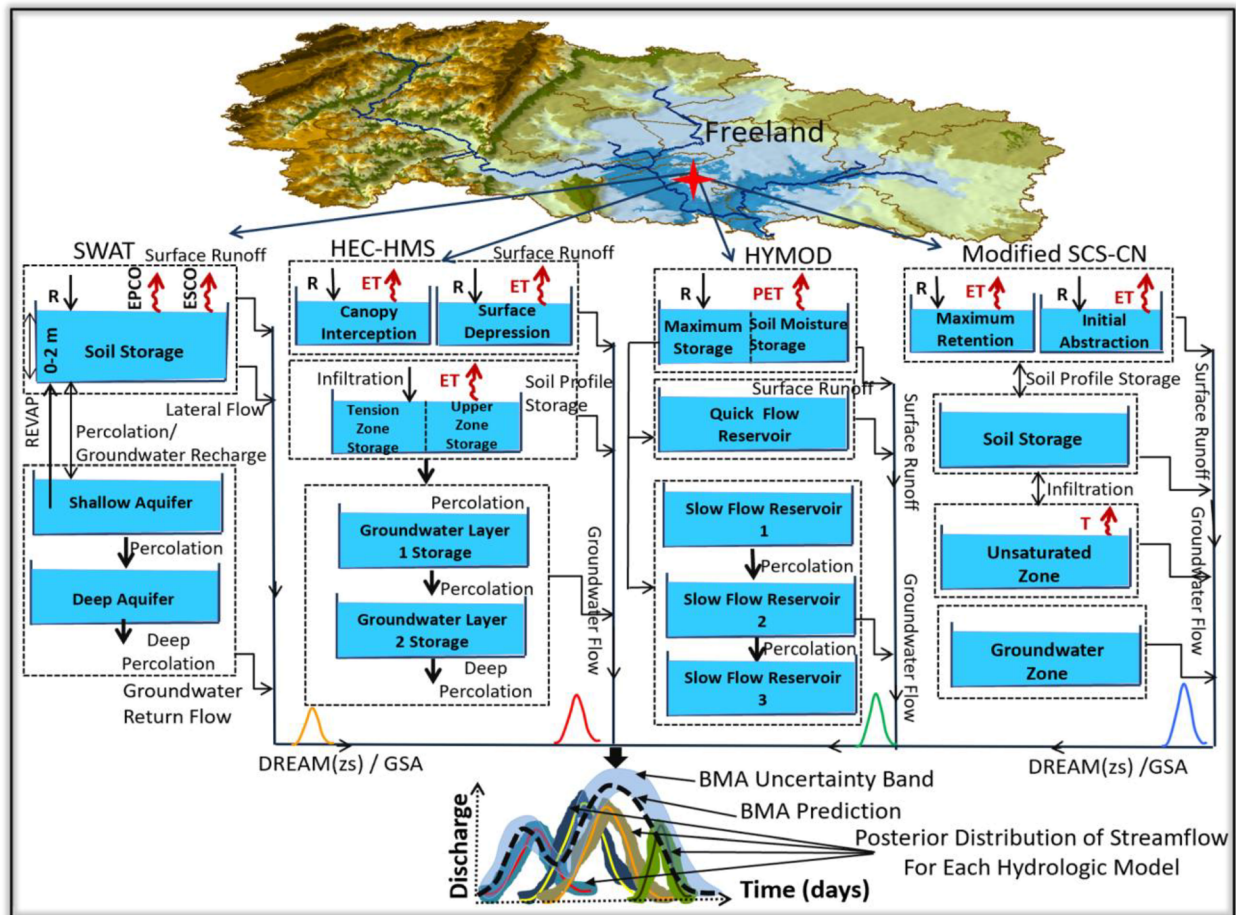 Freeland
SWAT
Surface Runoff
R
EPCO
ESCO
0-2 m
Soil Storage
Lateral Flow
REVAP
Percolation/
Groundwater Recharge
Shallow Aquifer
Percolation
Deep Aquifer
Deep
Percolation
Groundwater
Return Flow
HEC-HMS
Surface Runoff
R
ET
Canopy
Interception
R
ET
Surface
Depression
Infiltration
ET
Soil Profile
Storage
Tension
Zone
Storage
Upper
Zone
Storage
Percolation
Groundwater Layer
1 Storage
Percolation
Groundwater Layer
2 Storage
Deep
Percolation
Groundwater Flow
HYMOD
R
PET
Maximum
Storage
Soil Moisture
Storage
Surface Runoff
Quick Flow
Reservoir
Surface Runoff
Slow Flow Reservoir
1
Percolation
Slow Flow Reservoir
2
Percolation
Slow Flow Reservoir
3
Groundwater Flow
Modified SCS-CN
R
ET
Maximum
Retention
R
ET
Initial
Abstraction
Soil Profile Storage
Surface Runoff
Soil Storage
Infiltration
T
Unsaturated
Zone
Groundwater Flow
Groundwater
Zone
DREAM(zs) / GSA
DREAM(zs) /GSA
BMA Uncertainty Band
BMA Prediction
Posterior Distribution of Streamflow
For Each Hydrologic Model
Discharge
Time (days)